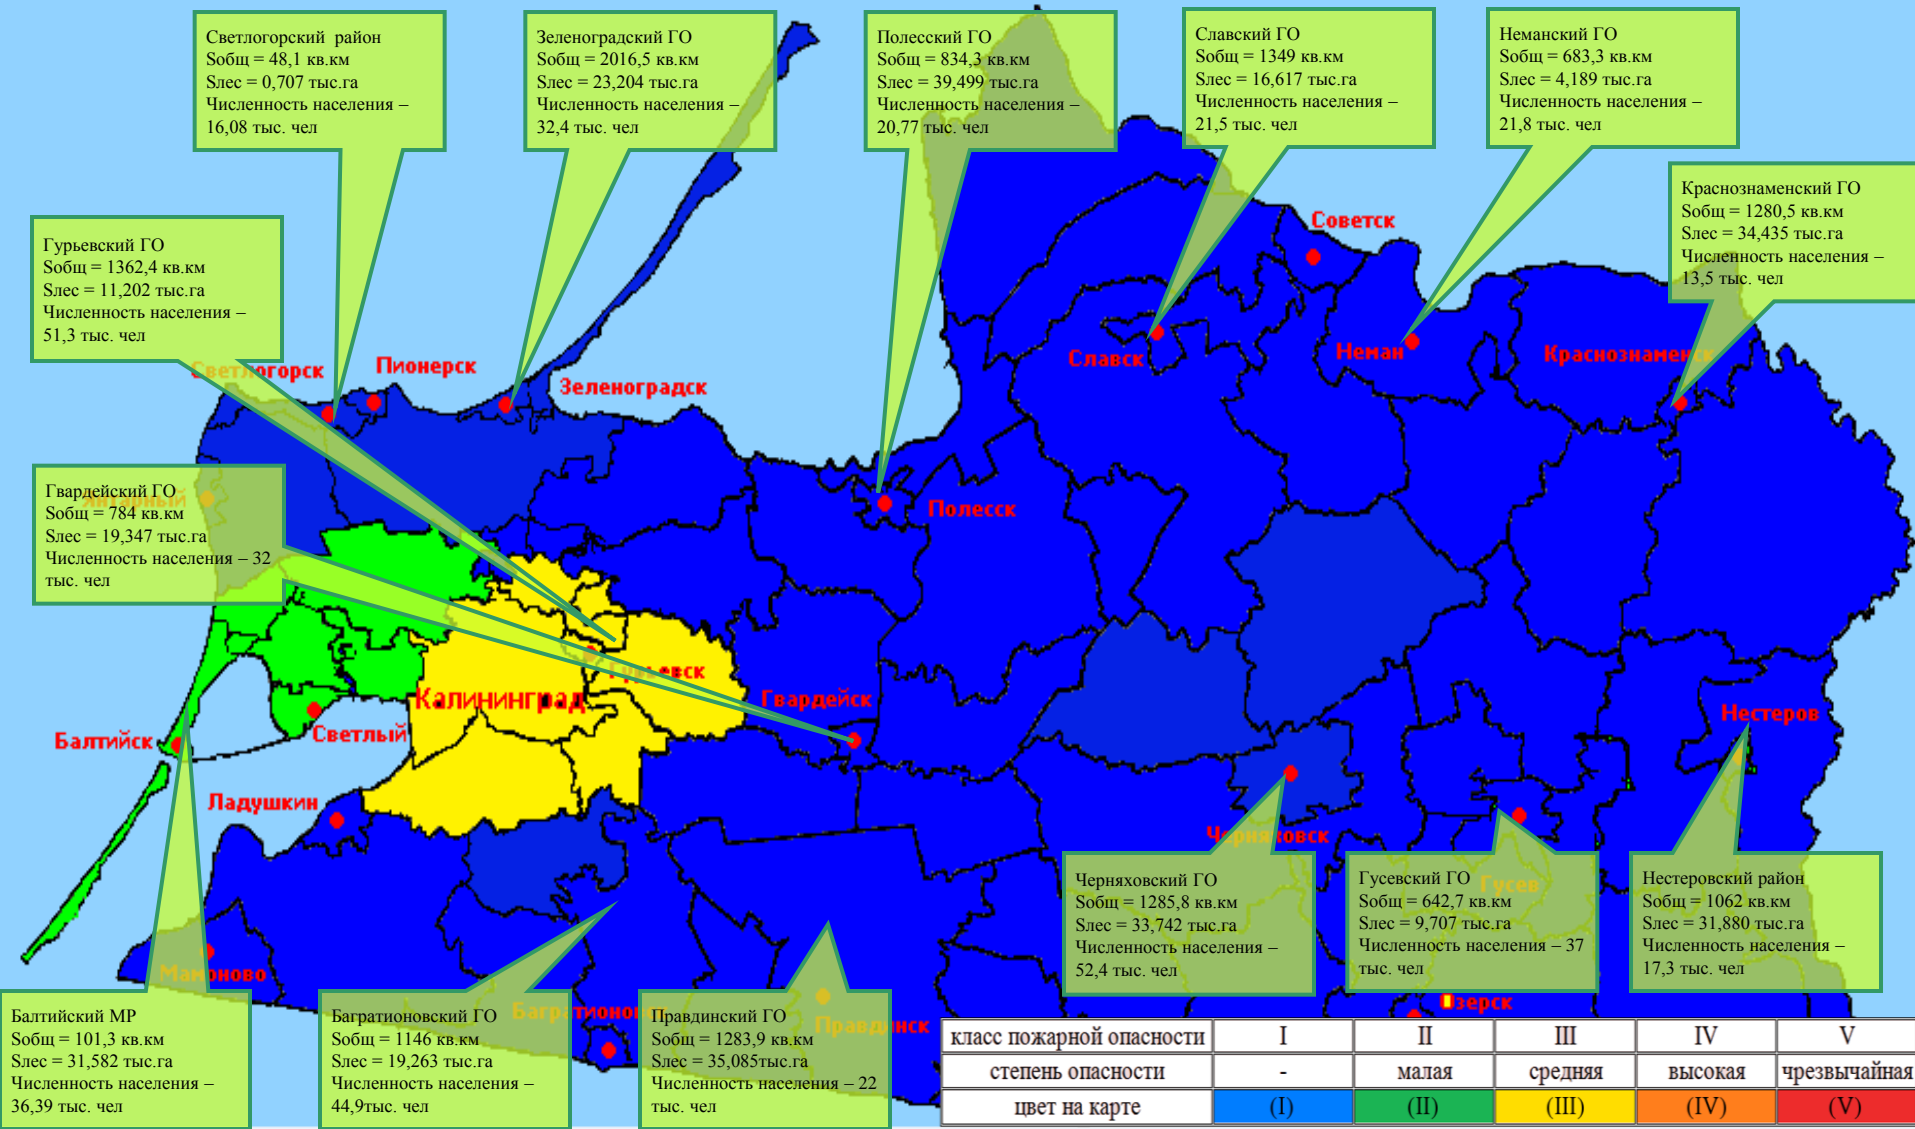 Светлогорский район
Sобщ = 48,1 кв.км
Sлес = 0,707 тыс.га
Численность населения –
16,08 тыс. чел
Зеленоградский ГО
Sобщ = 2016,5 кв.км
Sлес = 23,204 тыс.га
Численность населения –
32,4 тыс. чел
Полесский ГО
Sобщ = 834,3 кв.км
Sлес = 39,499 тыс.га
Численность населения –
20,77 тыс. чел
Славский ГО
Sобщ = 1349 кв.км
Sлес = 16,617 тыс.га
Численность населения –
21,5 тыс. чел
Неманский ГО
Sобщ = 683,3 кв.км
Sлес = 4,189 тыс.га
Численность населения –
21,8 тыс. чел
Краснознаменский ГО
Sобщ = 1280,5 кв.км
Sлес = 34,435 тыс.га
Численность населения –
13,5 тыс. чел
Гурьевский ГО
Sобщ = 1362,4 кв.км
Sлес = 11,202 тыс.га
Численность населения –
51,3 тыс. чел
Советск
Славск
Неман
Краснознаменск
Светлогорск
Пионерск
Зеленоградск
Гвардейский ГО
Sобщ = 784 кв.км
Sлес = 19,347 тыс.га
Численность населения – 32
тыс. чел
Янтарный
Полесск
Гурьевск
Калининград
Гвардейск
Нестеров
Балтийск
Светлый
Ладушкин
Черняховск
Гусев
Мамоново
Озерск
Багратионовск
Правдинск
Черняховский ГО
Sобщ = 1285,8 кв.км
Sлес = 33,742 тыс.га
Численность населения –
52,4 тыс. чел
Гусевский ГО
Sобщ = 642,7 кв.км
Sлес = 9,707 тыс.га
Численность населения – 37
тыс. чел
Нестеровский район
Sобщ = 1062 кв.км
Sлес = 31,880 тыс.га
Численность населения –
17,3 тыс. чел
Балтийский МР
Sобщ = 101,3 кв.км
Sлес = 31,582 тыс.га
Численность населения –
36,39 тыс. чел
Багратионовский ГО
Sобщ = 1146 кв.км
Sлес = 19,263 тыс.га
Численность населения –
44,9тыс. чел
Правдинский ГО
Sобщ = 1283,9 кв.км
Sлес = 35,085тыс.га
Численность населения – 22
тыс. чел
класс пожарной опасности I II III IV V
степень опасности - малая средняя высокая чрезвычайная
цвет на карте (I) (II) (III) (IV) (V)